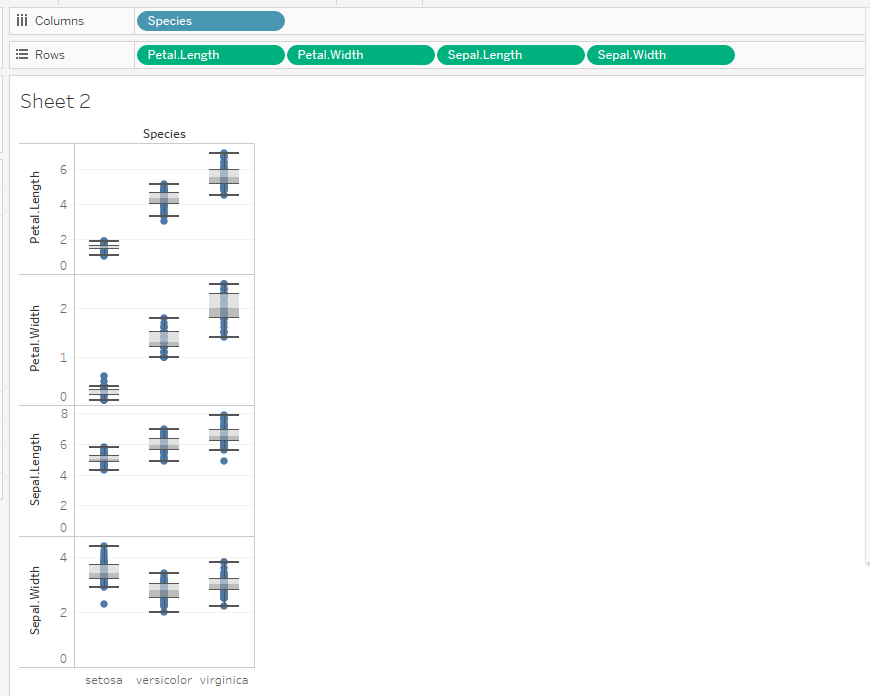 Columns Species
Rows Petal.Length Petal.Width Sepal.Length Sepal.Width
Sheet 2
Species
Petal.Length
6
4
2
0
Petal.Width
2
1
0
Sepal.Length
8
6
4
2
0
Sepal.Width
4
2
0
setosa versicolor virginica